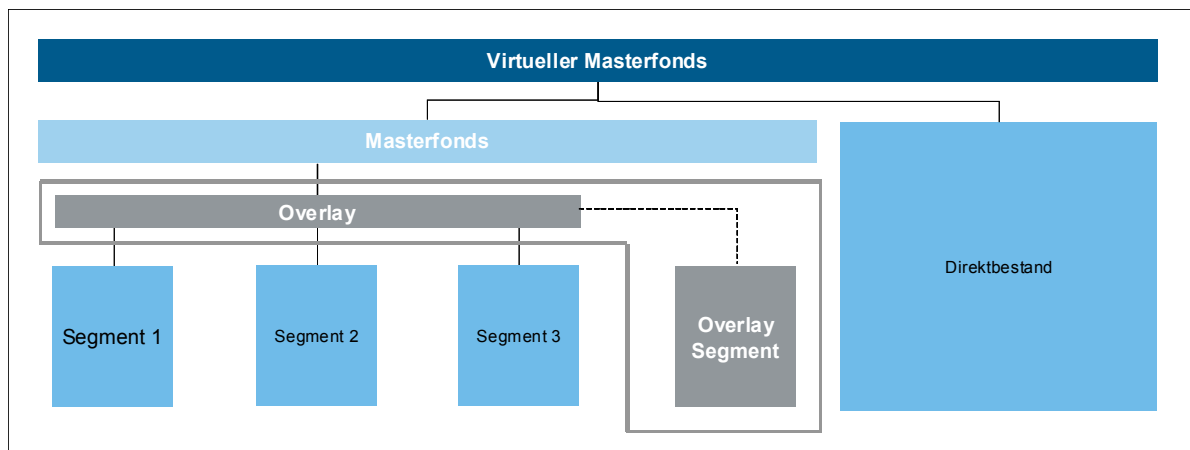 Virtueller Masterfonds
Masterfonds
Overlay
Segment 1
Segment 2
Segment 3
Overlay
Segment
Direktbestand